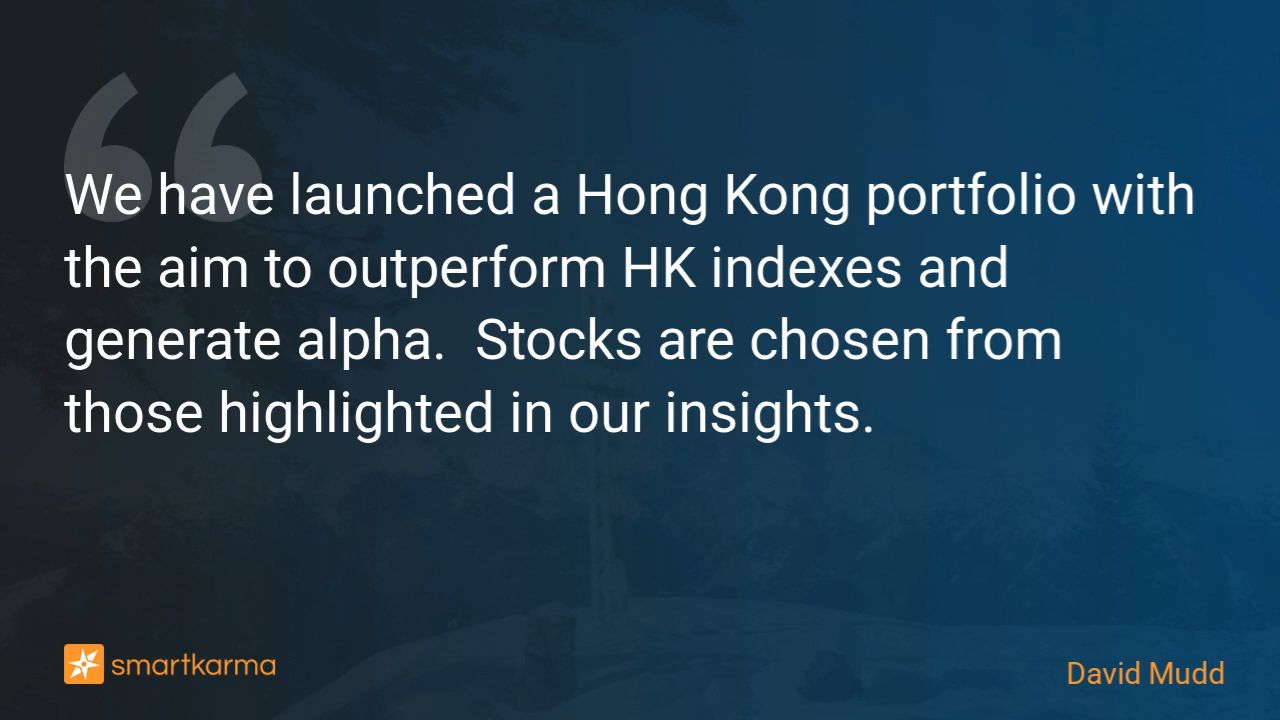 “
We have launched a Hong Kong portfolio with
the aim to outperform HK indexes and
generate alpha.  Stocks are chosen from
those highlighted in our insights.
smartkarma
David Mudd